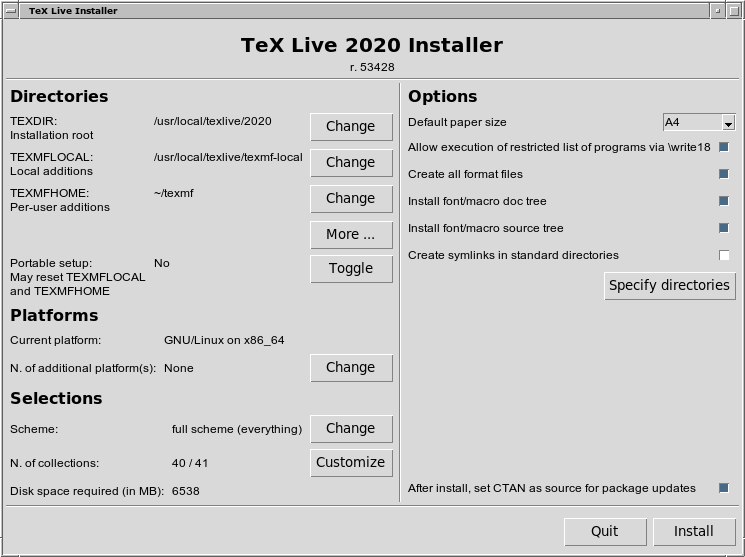 TeX Live Installer
TeX Live 2020 Installer
r. 53428
Directories
TEXDIR: /usr/local/texlive/2020 Change
Installation root
TEXMFLOCAL: /usr/local/texlive/texmf-local Change
Local additions
TEXMFHOME: ~/texmf Change
Per-user additions
More ...
Portable setup: No Toggle
May reset TEXMFLOCAL
and TEXMFHOME
Platforms
Current platform: GNU/Linux on x86_64
N. of additional platform(s): None Change
Selections
Scheme: full scheme (everything) Change
N. of collections: 40 / 41 Customize
Disk space required (in MB): 6538
Options
Default paper size A4
Allow execution of restricted list of programs via \write18
Create all format files
Install font/macro doc tree
Install font/macro source tree
Create symlinks in standard directories
Specify directories
After install, set CTAN as source for package updates
Quit Install